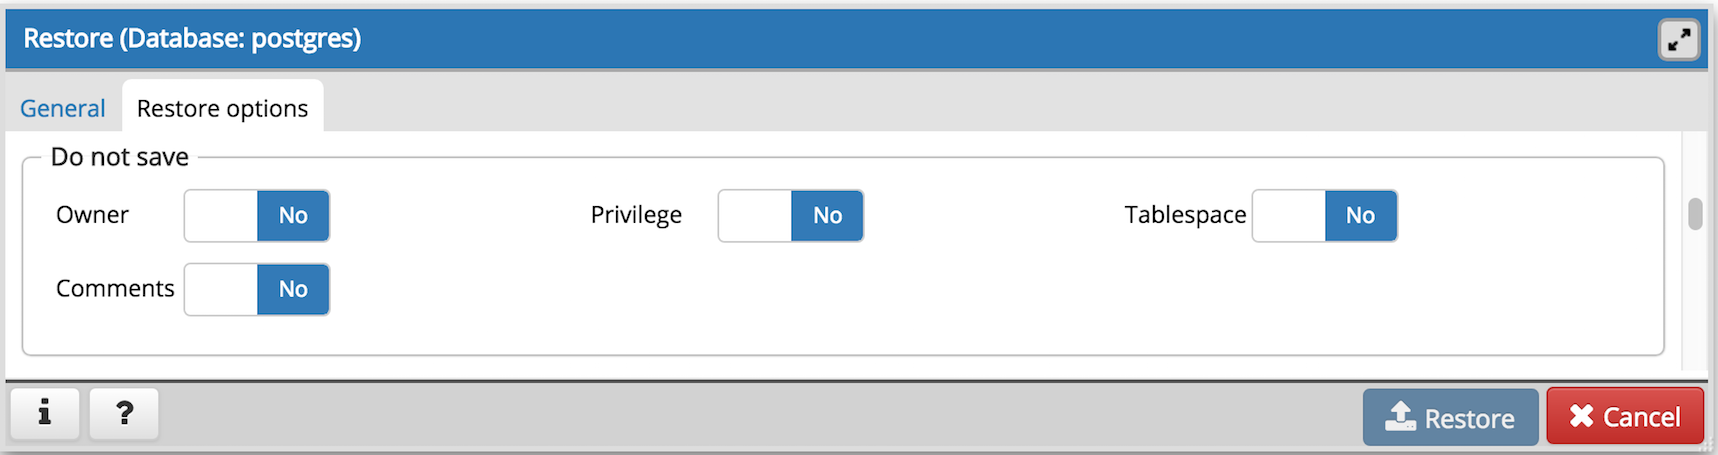 Restore (Database: postgres)
General Restore options
Do not save
Owner No Privilege No Tablespace No
Comments No
i ? Restore Cancel